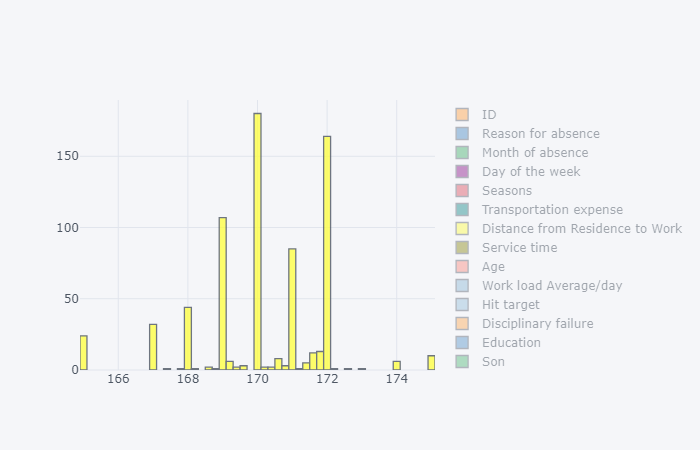 150
100
50
0
166 168 170 172 174
ID
Reason for absence
Month of absence
Day of the week
Seasons
Transportation expense
Distance from Residence to Work
Service time
Age
Work load Average/day
Hit target
Disciplinary failure
Education
Son